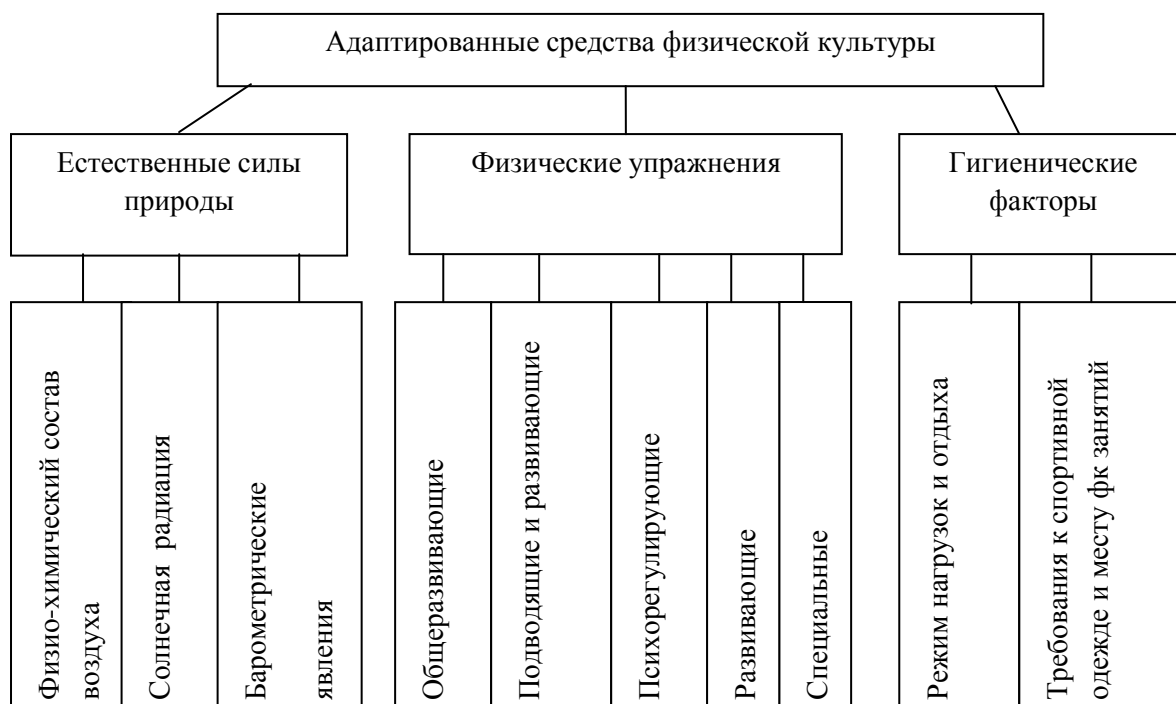 Адаптированные средства физической культуры
Естественные силы
природы
Физические упражнения
Гигиенические
факторы
Физио-химический состав
воздуха
Солнечная радиация
Барометрические
явления
Общеразвивающие
Подводящие и развивающие
Психорегулирующие
Развивающие
Специальные
Режим нагрузок и отдыха
Требования к спортивной
одежде и месту фк занятий